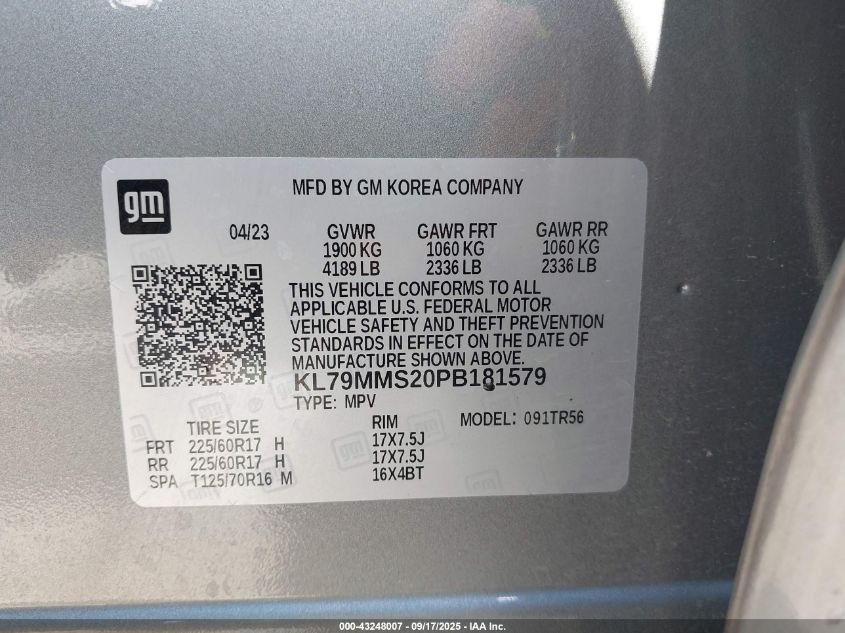 gm
MFD BY GM KOREA COMPANY
04/23 GVWR GAWR FRT GAWR RR
1900 KG 1060 KG 1060 KG
4189 LB 2336 LB 2336 LB
THIS VEHICLE CONFORMS TO ALL
APPLICABLE U.S. FEDERAL MOTOR
VEHICLE SAFETY AND THEFT PREVENTION
STANDARDS IN EFFECT ON THE DATE OF
MANUFACTURE SHOWN ABOVE.
KL79MMS20PB181579
TYPE: MPV
TIRE SIZE RIM MODEL: 091TR56
FRT 225/60R17 H 17X7.5J
RR 225/60R17 H 17X7.5J
SPA T125/70R16 M 16X4BT
000-43248007 - 09/17/2025 - IAA Inc.